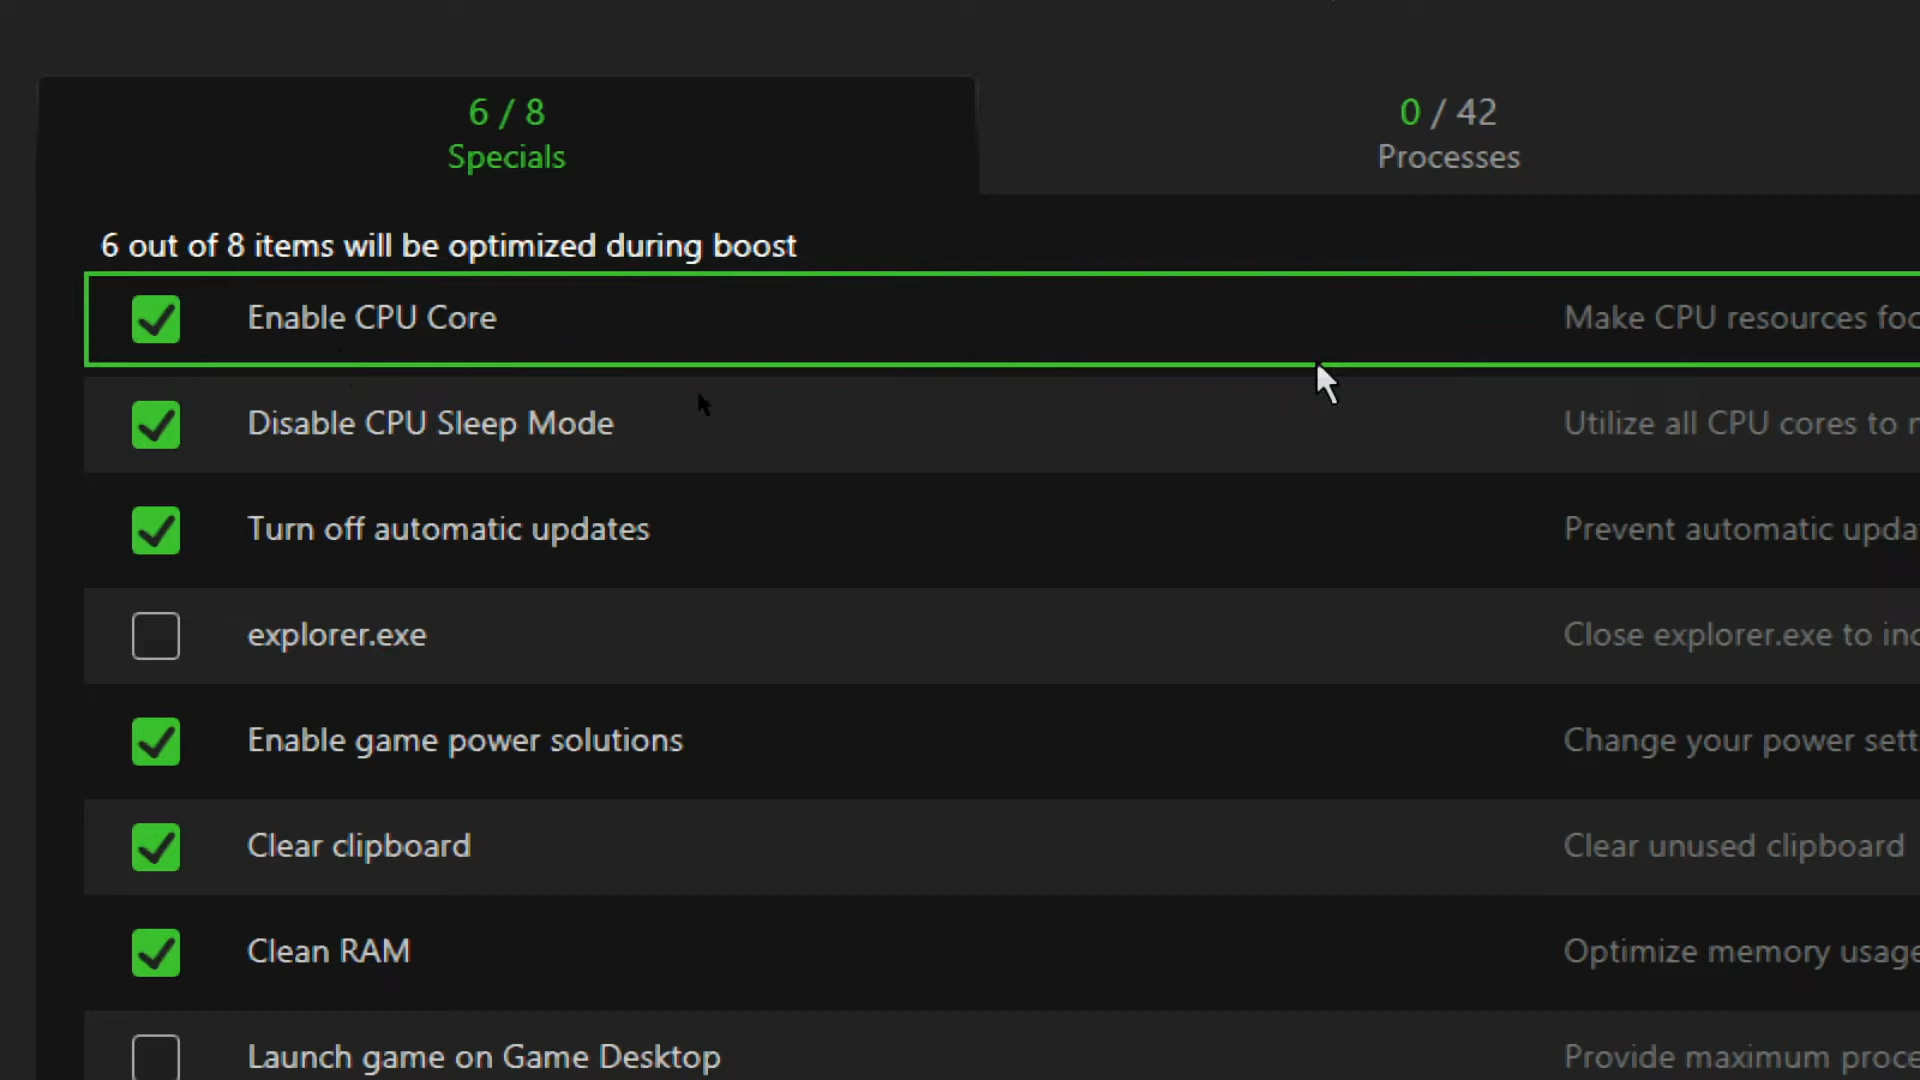 6 / 8
Specials
0 / 42
Processes
6 out of 8 items will be optimized during boost
Enable CPU Core
Make CPU resources
Disable CPU Sleep Mode
Utilize all CPU cores to
Turn off automatic updates
Prevent automatic
explorer.exe
Close explorer.exe to
Enable game power solutions
Change your power
Clear clipboard
Clear unused clipboard
Clean RAM
Optimize memory
Launch game on Game Desktop
Provide maximum